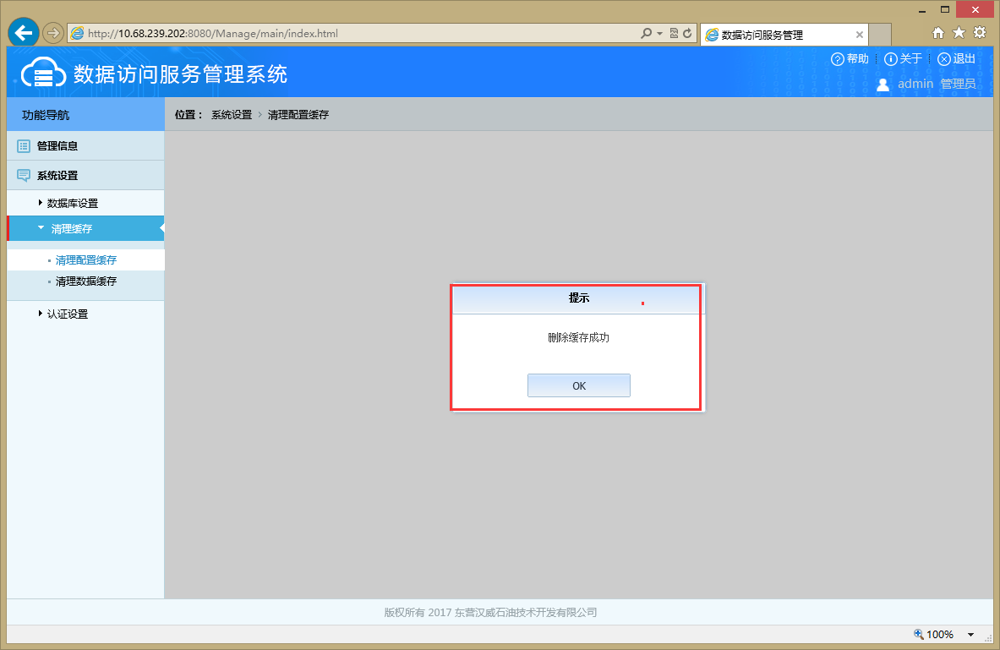 http://10.68.239.202:8080/Manage/main/index.html
数据访问服务管理
数据访问服务管理系统
帮助 关于 退出
admin 管理员
功能导航
位置： 系统设置 > 清理配置缓存
管理信息
系统设置
数据库设置
清理缓存
清理配置缓存
清理数据缓存
认证设置
提示
删除缓存成功
OK
版权所有 2017 东营汉威石油技术开发有限公司
100%